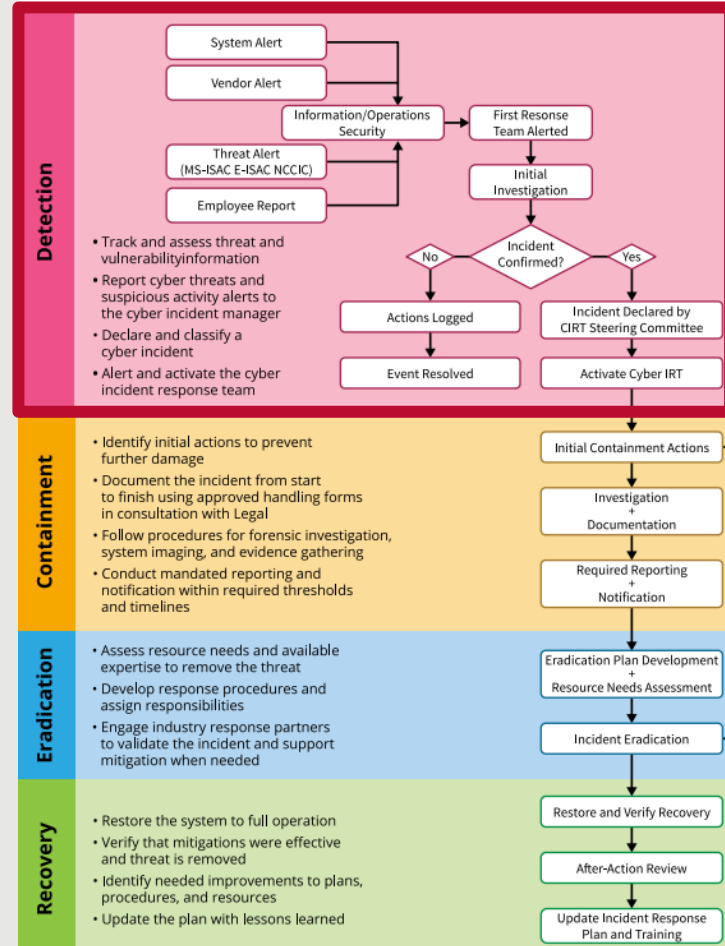 Detection
System Alert
Vendor Alert
Information/Operations
Security
First Resonse
Team Alerted
Threat Alert
(MS-ISAC E-ISAC NCCIC)
Employee Report
Initial
Investigation
Incident
Confirmed?
No
Yes
Actions Logged
Event Resolved
Incident Declared by
CIRT Steering Committee
Activate Cyber IRT
• Track and assess threat and
vulnerabilityinformation
• Report cyber threats and
suspicious activity alerts to
the cyber incident manager
• Declare and classify a
cyber incident
• Alert and activate the cyber
incident response team
Containment
• Identify initial actions to prevent
further damage
• Document the incident from start
to finish using approved handling forms
in consultation with Legal
• Follow procedures for forensic investigation,
system imaging, and evidence gathering
• Conduct mandated reporting and
notification within required thresholds
and timelines
Initial Containment Actions
Investigation
+
Documentation
Required Reporting
+
Notification
Eradication
• Assess resource needs and available
expertise to remove the threat
• Develop response procedures and
assign responsibilities
• Engage industry response partners
to validate the incident and support
mitigation when needed
Eradication Plan Development
+
Resource Needs Assessment
Incident Eradication
Recovery
• Restore the system to full operation
• Verify that mitigations were effective
and threat is removed
• Identify needed improvements to plans,
procedures, and resources
• Update the plan with lessons learned
Restore and Verify Recovery
After-Action Review
Update Incident Response
Plan and Training